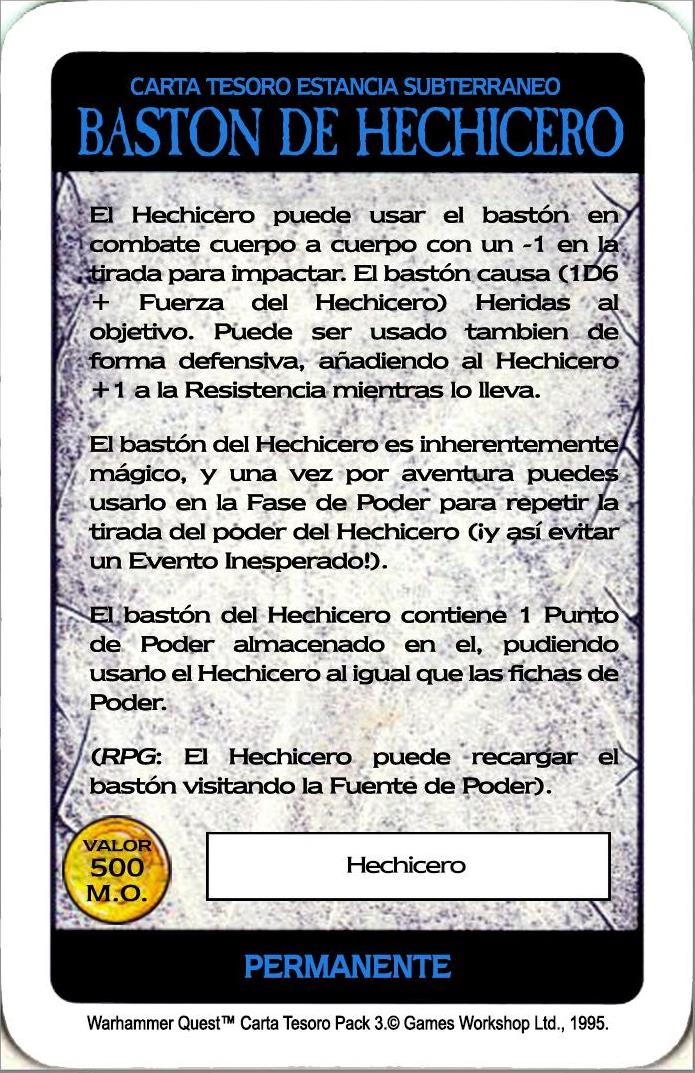 CARTA TESORO ESTANCIA SUBTERRANEO
BASTON DE HECHICERO
El Hechicero puede usar el bastón en
combate cuerpo a cuerpo con un -1 en la
tirada para impactar. El bastón causa (1D6
+ Fuerza del Hechicero) Heridas al
objetivo. Puede ser usado tambien de
forma defensiva, añadiendo al Hechicero
+1 a la Resistencia mientras lo lleva.
El bastón del Hechicero es inherentemente
mágico, y una vez por aventura puedes
usarlo en la Fase de Poder para repetir la
tirada del poder del Hechicero (¡y así evitar
un Evento Inesperado!).
El bastón del Hechicero contiene 1 Punto
de Poder almacenado en el, pudiendo
usarlo el Hechicero al igual que las fichas de
Poder.
(RPG: El Hechicero puede recargar el
bastón visitando la Fuente de Poder).
VALOR
500
M.O.
Hechicero
PERMANENTE
Warhammer Quest™ Carta Tesoro Pack 3.© Games Workshop Ltd., 1995.